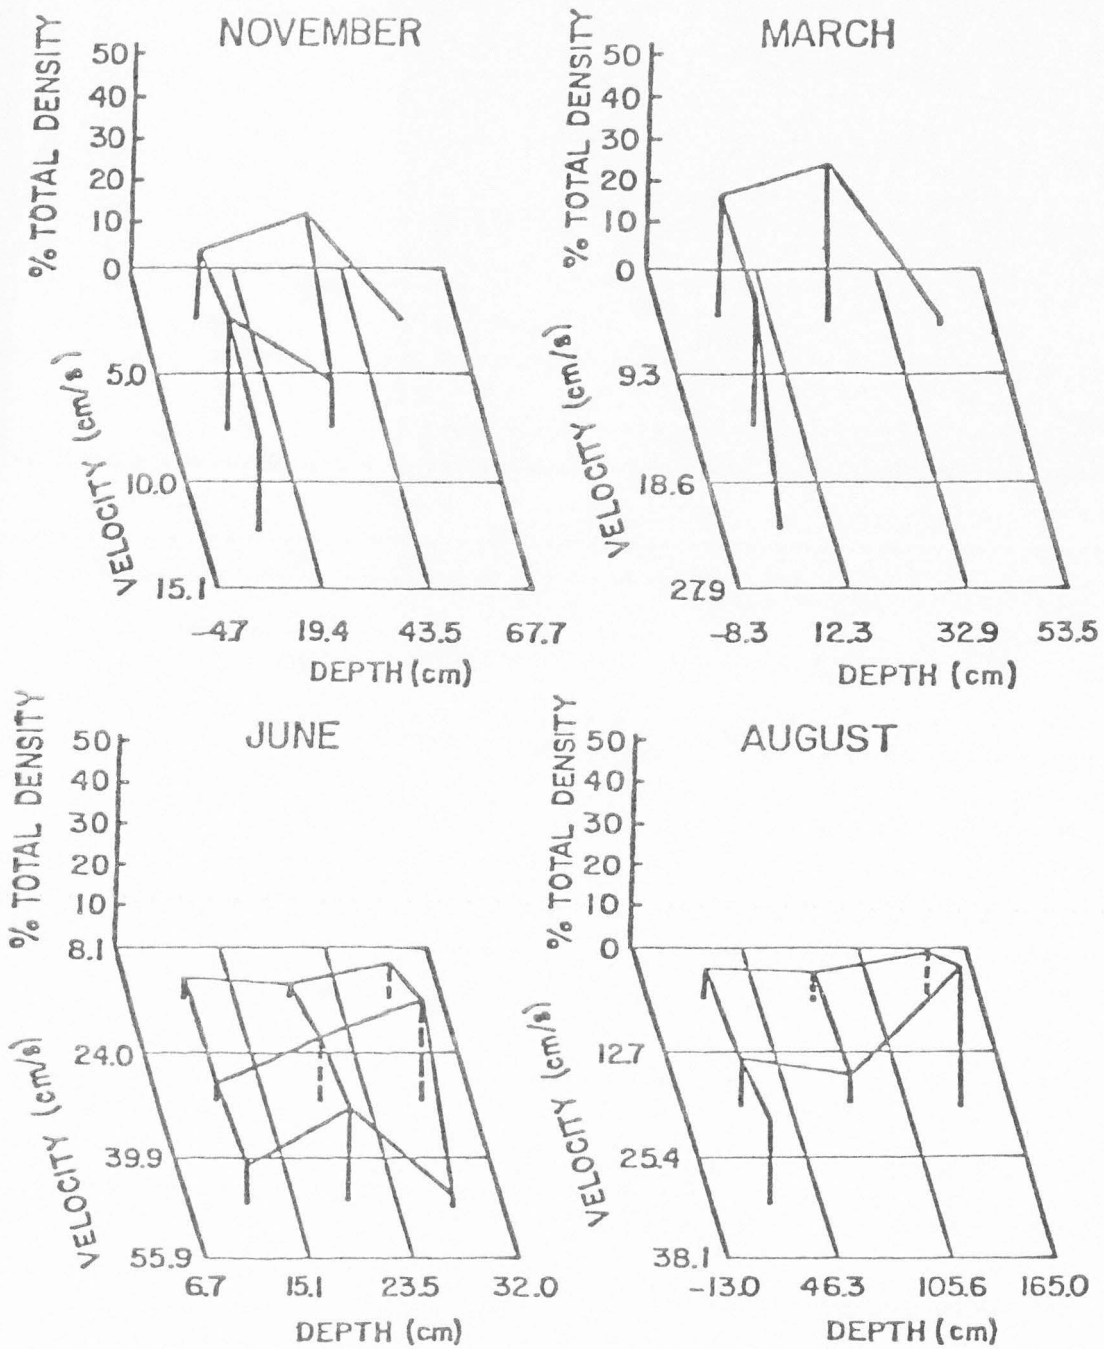 NOVEMBER
% TOTAL DENSITY
50
40
30
20
10
0
VELOCITY (cm/s)
5.0
10.0
15.1
-4.7 19.4 43.5 67.7
DEPTH (cm)
MARCH
% TOTAL DENSITY
50
40
30
20
10
0
VELOCITY (cm/s)
9.3
18.6
27.9
-8.3 12.3 32.9 53.5
DEPTH (cm)
JUNE
% TOTAL DENSITY
50
40
30
20
10
8.1
VELOCITY (cm/s)
24.0
39.9
55.9
6.7 15.1 23.5 32.0
DEPTH (cm)
AUGUST
% TOTAL DENSITY
50
40
30
20
10
0
VELOCITY (cm/s)
12.7
25.4
38.1
-13.0 46.3 105.6 165.0
DEPTH (cm)